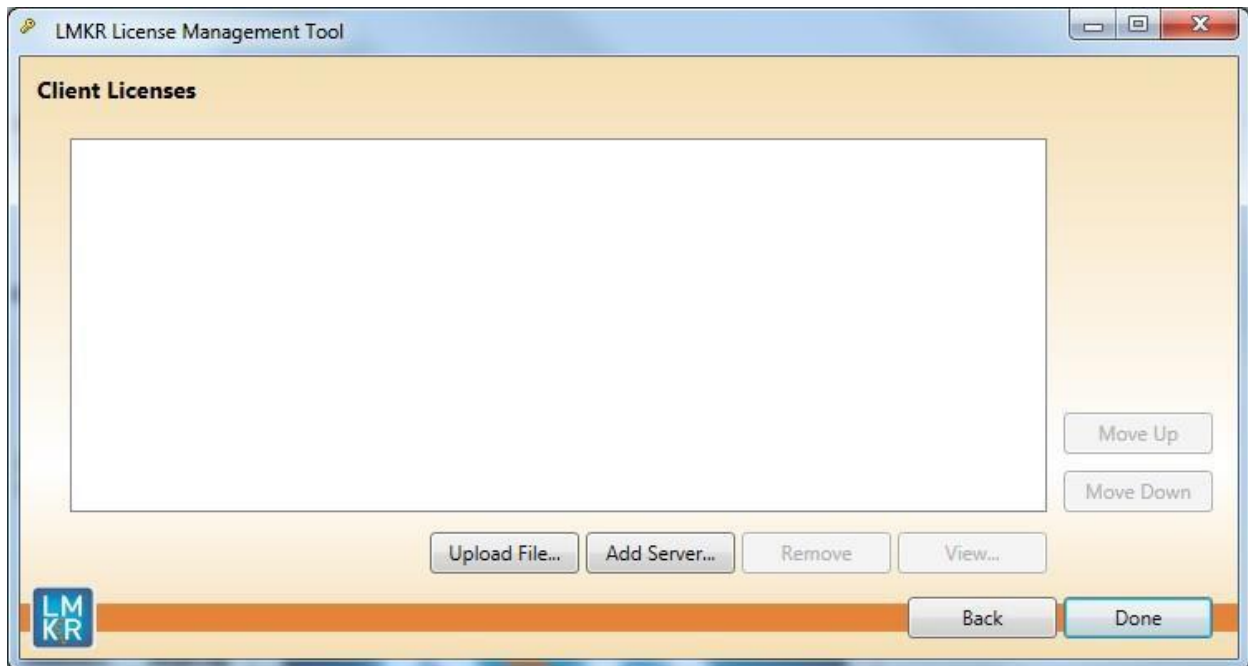 LMKR License Management Tool
Client Licenses
Move Up
Move Down
Upload File...
Add Server...
Remove
View...
LM
KR
Back
Done